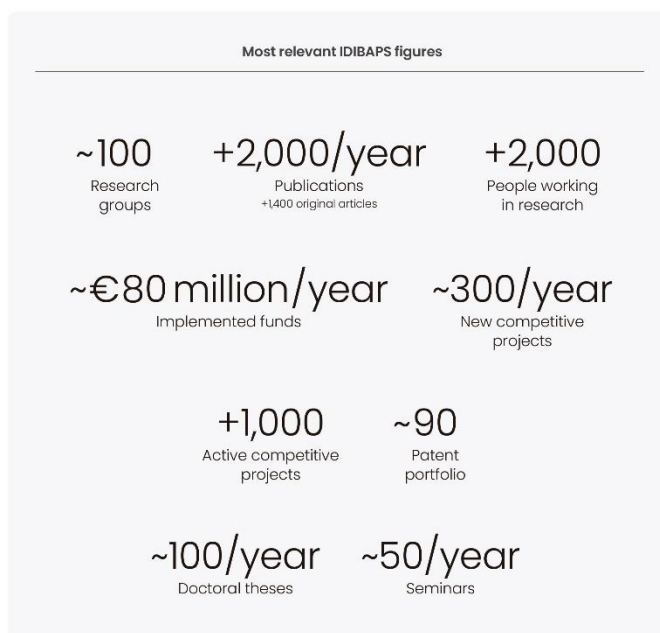 Most relevant IDIBAPS figures
~100
Research
groups
+2,000/year
Publications
+1,400 original articles
+2,000
People working
in research
~€80 million/year
Implemented funds
~300/year
New competitive
projects
+1,000
Active competitive
projects
~90
Patent
portfolio
~100/year
Doctoral theses
~50/year
Seminars